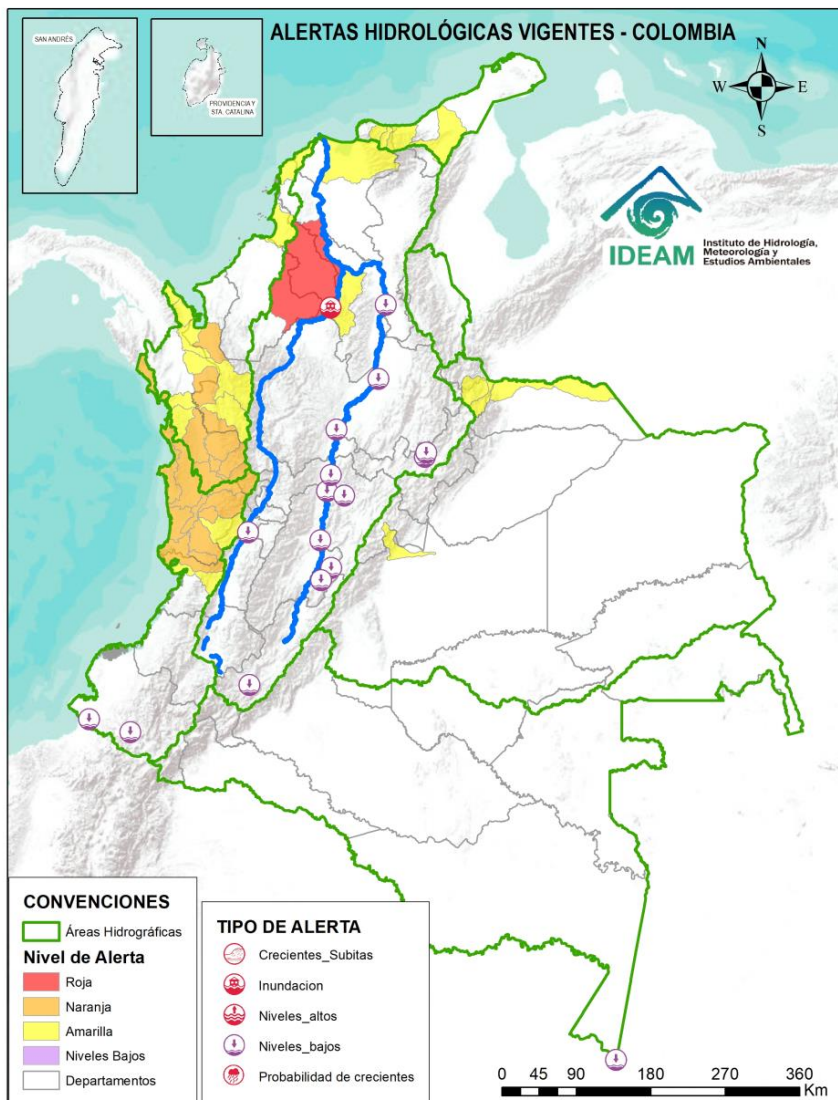 ALERTAS HIDROLÓGICAS VIGENTES - COLOMBIA
SAN ANDRÉS
PROVIDENCIA Y
STA. CATALINA
N
W
E
S
IDEAM
Instituto de Hidrología,
Meteorología y
Estudios Ambientales
CONVENCIONES
Áreas Hidrográficas
Nivel de Alerta
Roja
Naranja
Amarilla
Niveles Bajos
Departamentos
TIPO DE ALERTA
Crecientes_Subitas
Inundacion
Niveles_altos
Niveles_bajos
Probabilidad de crecientes
0 45 90 180 270 360
Km